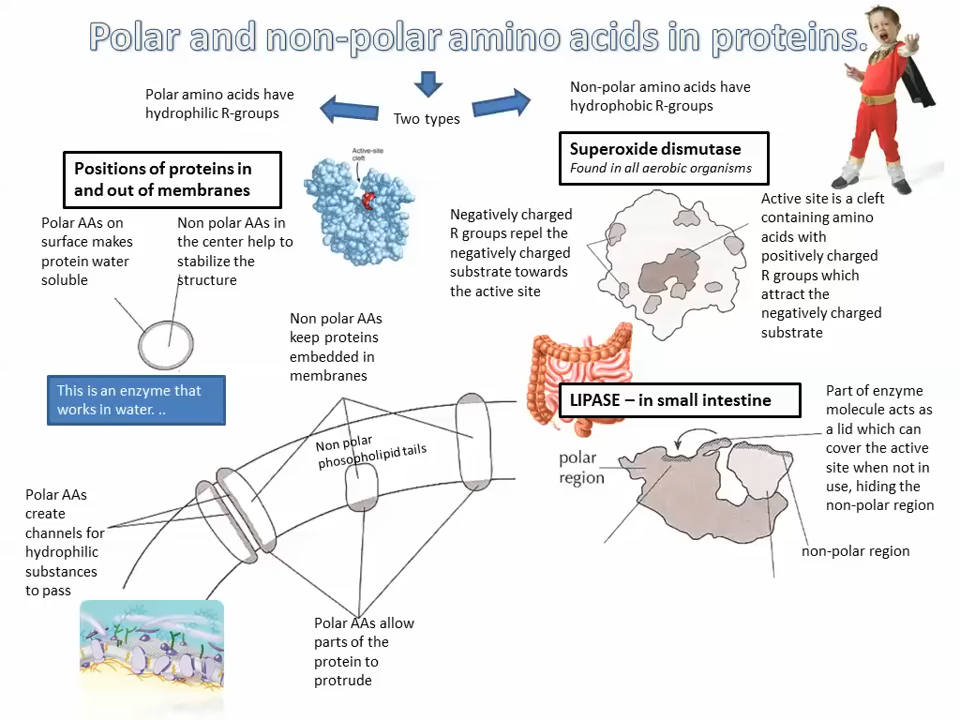 Polar and non-polar amino acids in proteins.
Polar amino acids have
hydrophilic R-groups
Two types
Non-polar amino acids have
hydrophobic R-groups
Positions of proteins in
and out of membranes
Active-site
cleft
Superoxide dismutase
Found in all aerobic organisms
Polar AAs on
surface makes
protein water
soluble
Non polar AAs in
the center help to
stabilize the
structure
Negatively charged
R groups repel the
negatively charged
substrate towards
the active site
Active site is a cleft
containing amino
acids with
positively charged
R groups which
attract the
negatively charged
substrate
Non polar AAs
keep proteins
embedded in
membranes
This is an enzyme that
works in water. ..
LIPASE – in small intestine
Part of enzyme
molecule acts as
a lid which can
cover the active
site when not in
use, hiding the
non-polar region
Non polar
phosopholipid tails
polar
region
Polar AAs
create
channels for
hydrophilic
substances
to pass
non-polar region
Polar AAs allow
parts of the
protein to
protrude